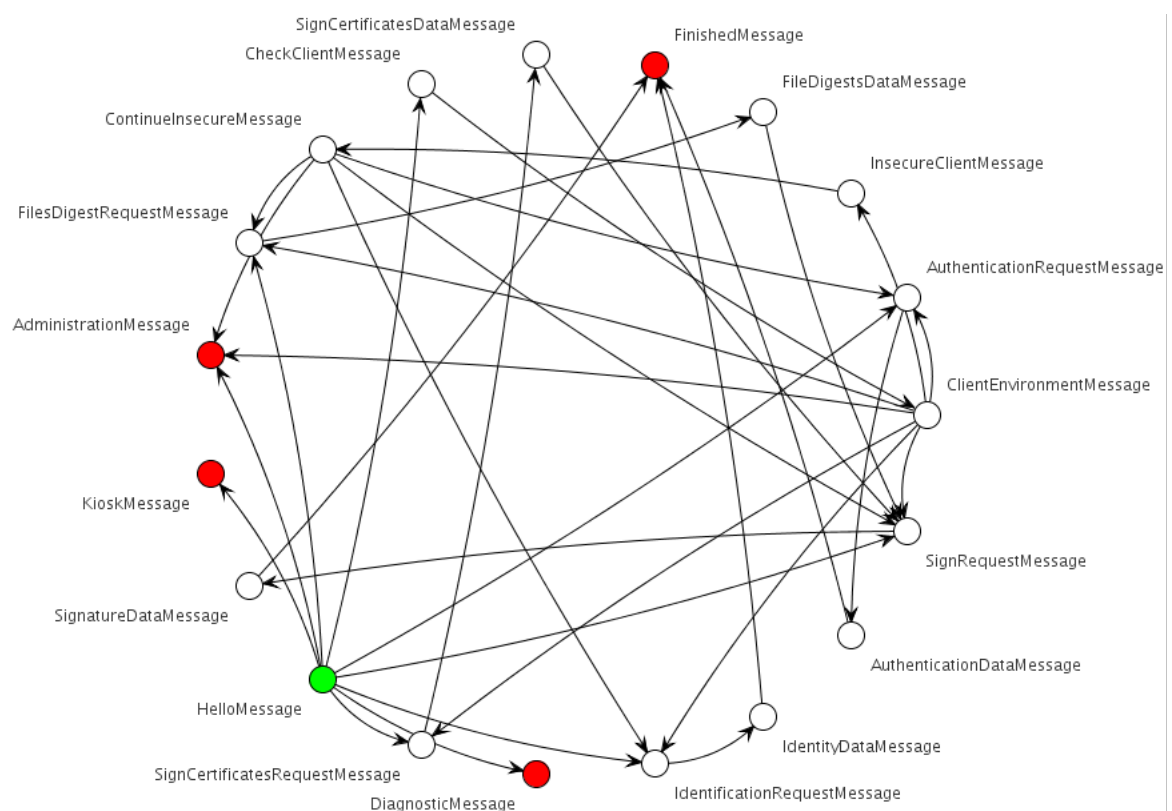 SignCertificatesDataMessage
FinishedMessage
CheckClientMessage
FileDigestsDataMessage
ContinueInsecureMessage
InsecureClientMessage
FilesDigestRequestMessage
AuthenticationRequestMessage
AdministrationMessage
ClientEnvironmentMessage
KioskMessage
SignRequestMessage
SignatureDataMessage
AuthenticationDataMessage
HelloMessage
IdentityDataMessage
SignCertificatesRequestMessage
IdentificationRequestMessage
DiagnosticMessage